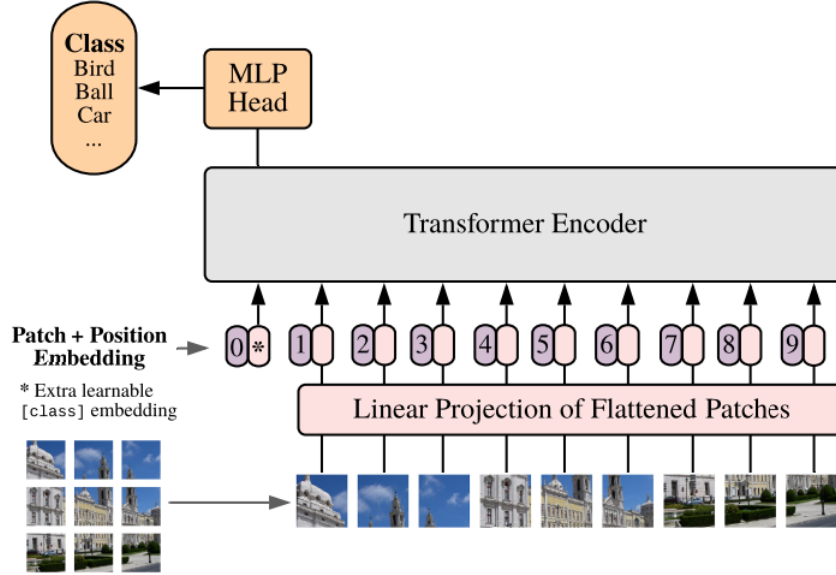 Class
Bird
Ball
Car
...
MLP
Head
Transformer Encoder
Patch + Position
Embedding
0 * 1 2 3 4 5 6 7 8 9
* Extra learnable
[class] embedding
Linear Projection of Flattened Patches